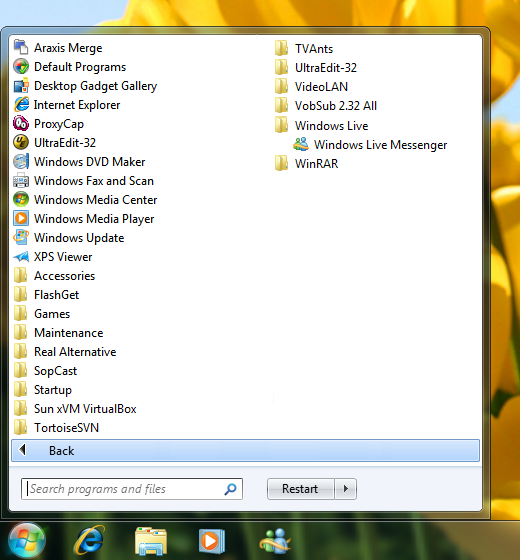 Araxis Merge
Default Programs
Desktop Gadget Gallery
Internet Explorer
ProxyCap
UltraEdit-32
Windows DVD Maker
Windows Fax and Scan
Windows Media Center
Windows Media Player
Windows Update
XPS Viewer
Accessories
FlashGet
Games
Maintenance
Real Alternative
SopCast
Startup
Sun xVM VirtualBox
TortoiseSVN
TVAnts
UltraEdit-32
VideoLAN
VobSub 2.32 All
Windows Live
Windows Live Messenger
WinRAR
Back
Search programs and files
Restart